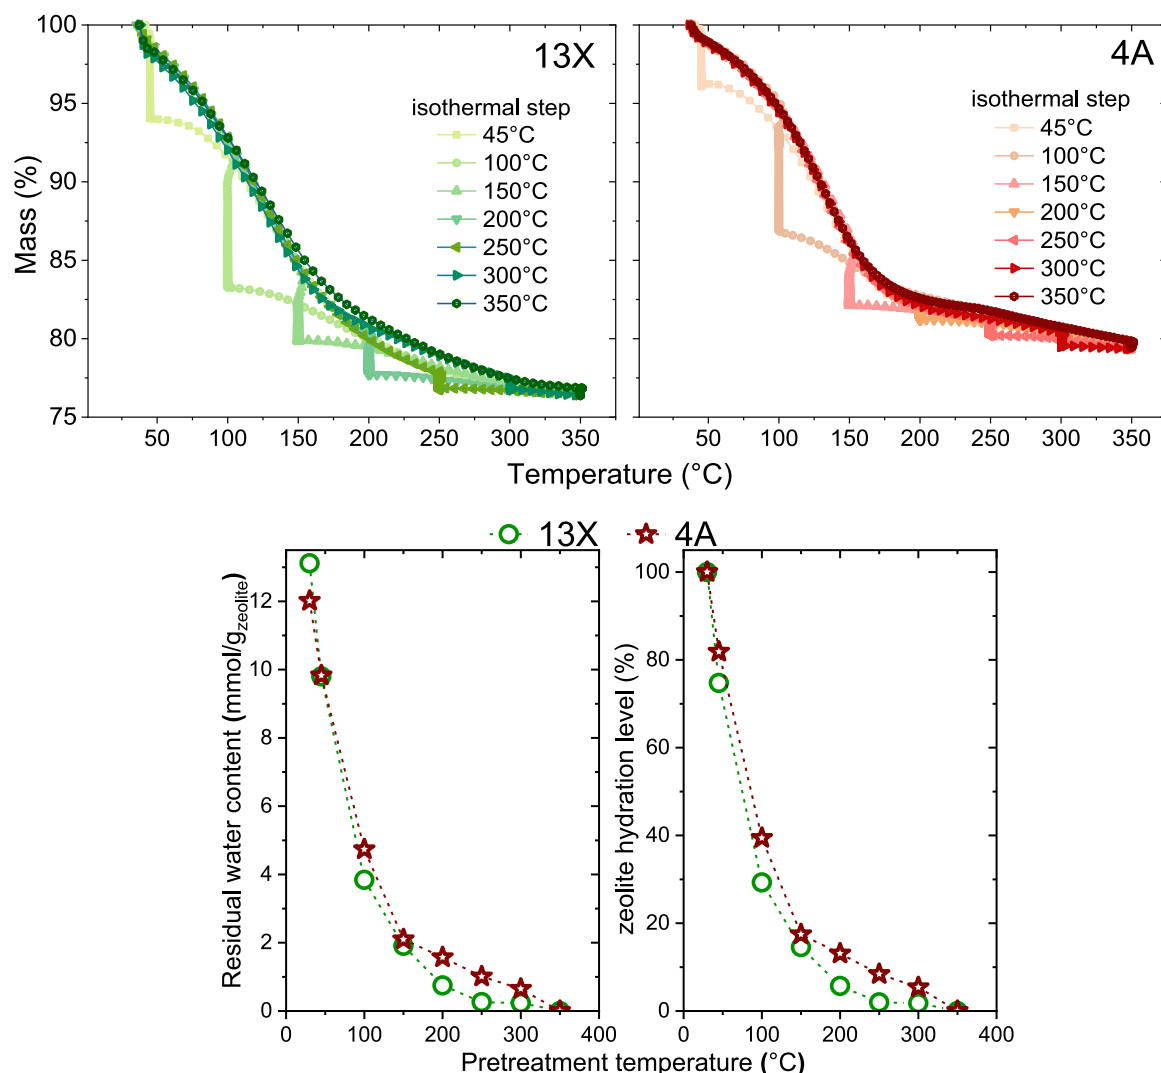 13X
4A
Mass (%)
100
95
90
85
80
75
isothermal step
45°C
100°C
150°C
200°C
250°C
300°C
350°C
isothermal step
45°C
100°C
150°C
200°C
250°C
300°C
350°C
50 100 150 200 250 300 350
50 100 150 200 250 300 350
Temperature (°C)
13X 4A
Residual water content (mmol/gzeolite)
12
10
8
6
4
2
0
0 100 200 300 400
zeolite hydration level (%)
100
80
60
40
20
0
0 100 200 300 400
Pretreatment temperature (°C)